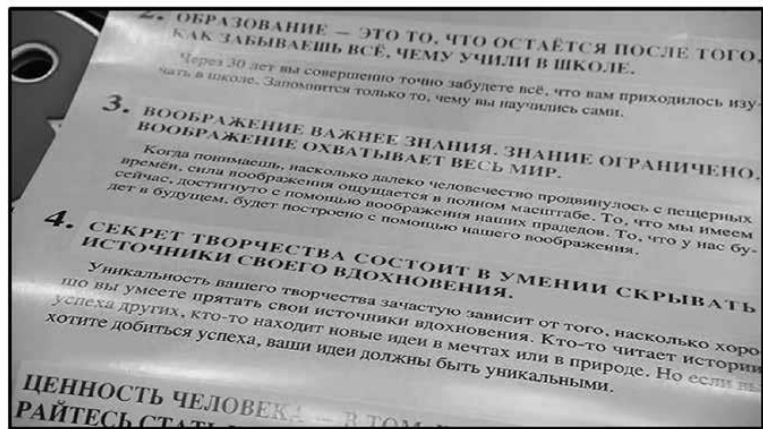 2. ОБРАЗОВАНИЕ — ЭТО ТО, ЧТО ОСТАЁТСЯ ПОСЛЕ ТОГО,
КАК ЗАБЫВАЕШЬ ВСЁ, ЧЕМУ УЧИЛИ В ШКОЛЕ.
Через 30 лет вы совершенно точно забудете всё, что вам приходилось изу-
чать в школе. Запомнится только то, чему вы научились сами.
3. ВООБРАЖЕНИЕ ВАЖНЕЕ ЗНАНИЯ. ЗНАНИЕ ОГРАНИЧЕНО.
ВООБРАЖЕНИЕ ОХВАТЫВАЕТ ВЕСЬ МИР.
Когда понимаешь, насколько далеко человечество продвинулось с пещерных
времён, сила воображения ощущается в полном масштабе. То, что мы имеем
сейчас, достигнуто с помощью воображения наших прадедов. То, что у нас бу-
дет в будущем, будет построено с помощью нашего воображения.
4. СЕКРЕТ ТВОРЧЕСТВА СОСТОИТ В УМЕНИИ СКРЫВАТЬ
ИСТОЧНИКИ СВОЕГО ВДОХНОВЕНИЯ.
Уникальность вашего творчества зачастую зависит от того, насколько хоро-
шо вы умеете прятать свои источники вдохновения. Кто-то читает истории
успеха других, кто-то находит новые идеи в мечтах или в природе. Но если вы
хотите добиться успеха, ваши идеи должны быть уникальными.
ЦЕННОСТЬ ЧЕЛОВЕКА — В ТОМ,
РАЙТЕСЬ СТАТЬ